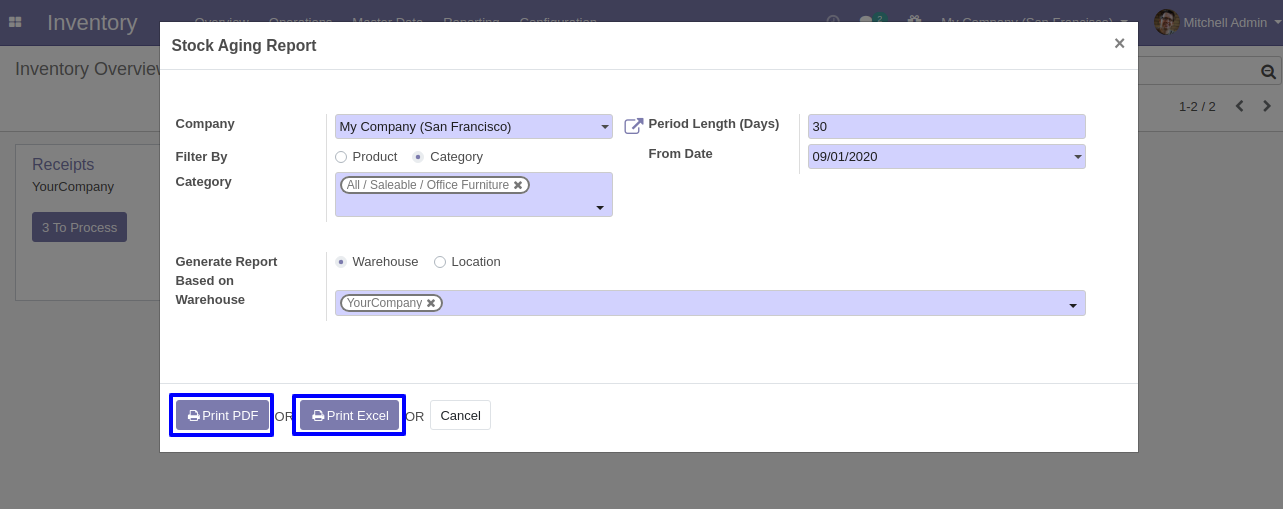 Inventory Overview Operations Master Data Reporting Configuration 2 My Company (San Francisco) Mitchell Admin
Stock Aging Report ×
Inventory Overview
1-2 / 2
Company My Company (San Francisco) Period Length (Days) 30
Filter By Product Category From Date 09/01/2020
Category All / Saleable / Office Furniture
Receipts
YourCompany
3 To Process
Generate Report Warehouse Location
Based on
Warehouse YourCompany
Print PDF OR Print Excel OR Cancel